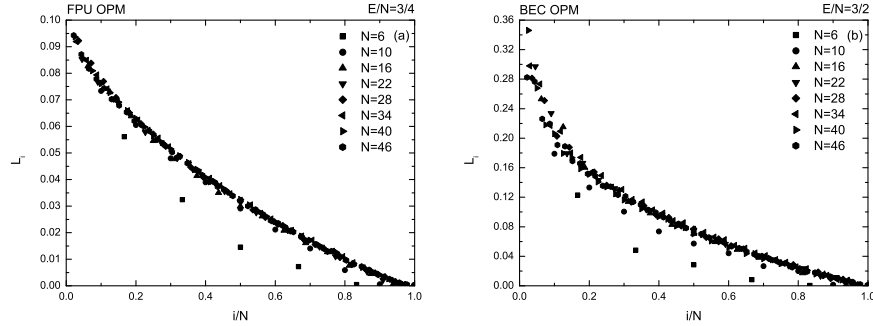 FPU OPM E/N=3/4
(a)
N=6
N=10
N=16
N=22
N=28
N=34
N=40
N=46
0.10
0.09
0.08
0.07
0.06
0.05
0.04
0.03
0.02
0.01
0.00
Li
0.0 0.2 0.4 0.6 0.8 1.0
i/N
BEC OPM E/N=3/2
(b)
N=6
N=10
N=16
N=22
N=28
N=34
N=40
N=46
0.36
0.32
0.28
0.24
0.20
0.16
0.12
0.08
0.04
0.00
Li
0.0 0.2 0.4 0.6 0.8 1.0
i/N